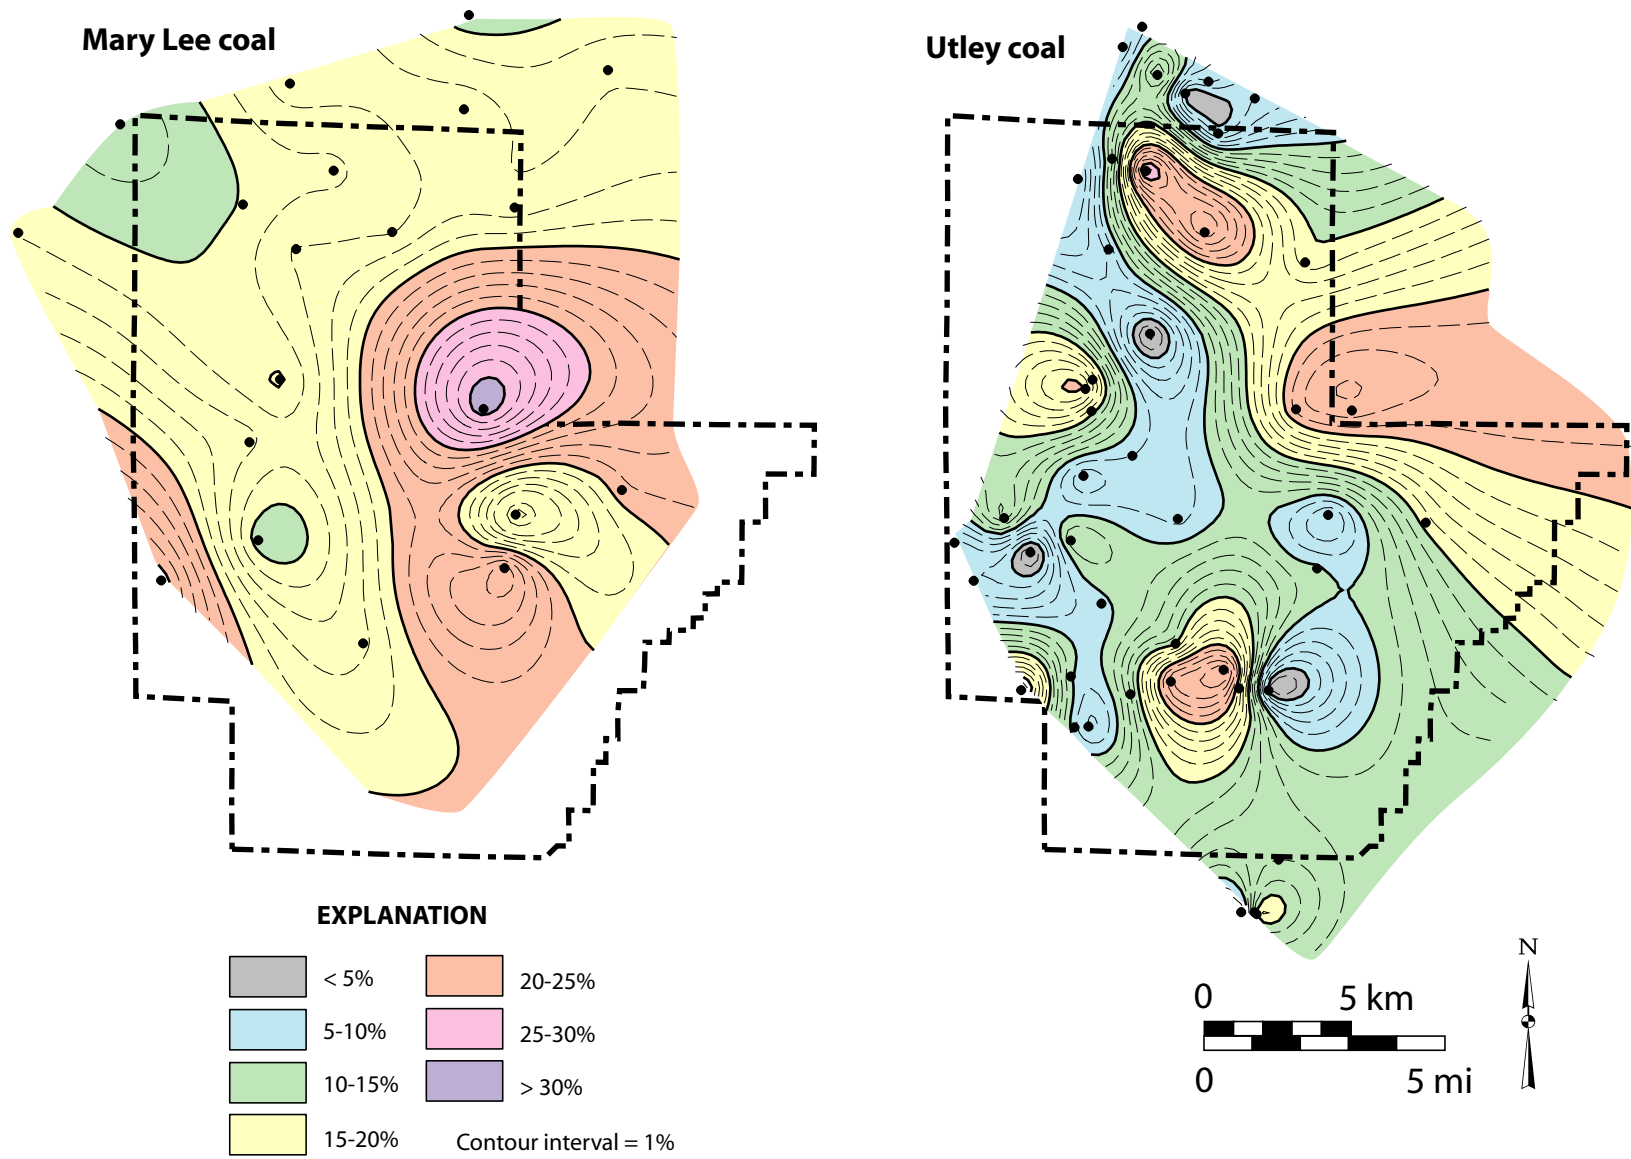 Mary Lee coal
Utley coal
EXPLANATION
< 5%
5-10%
10-15%
15-20%
20-25%
25-30%
> 30%
Contour interval = 1%
0 5 km
0 5 mi
N